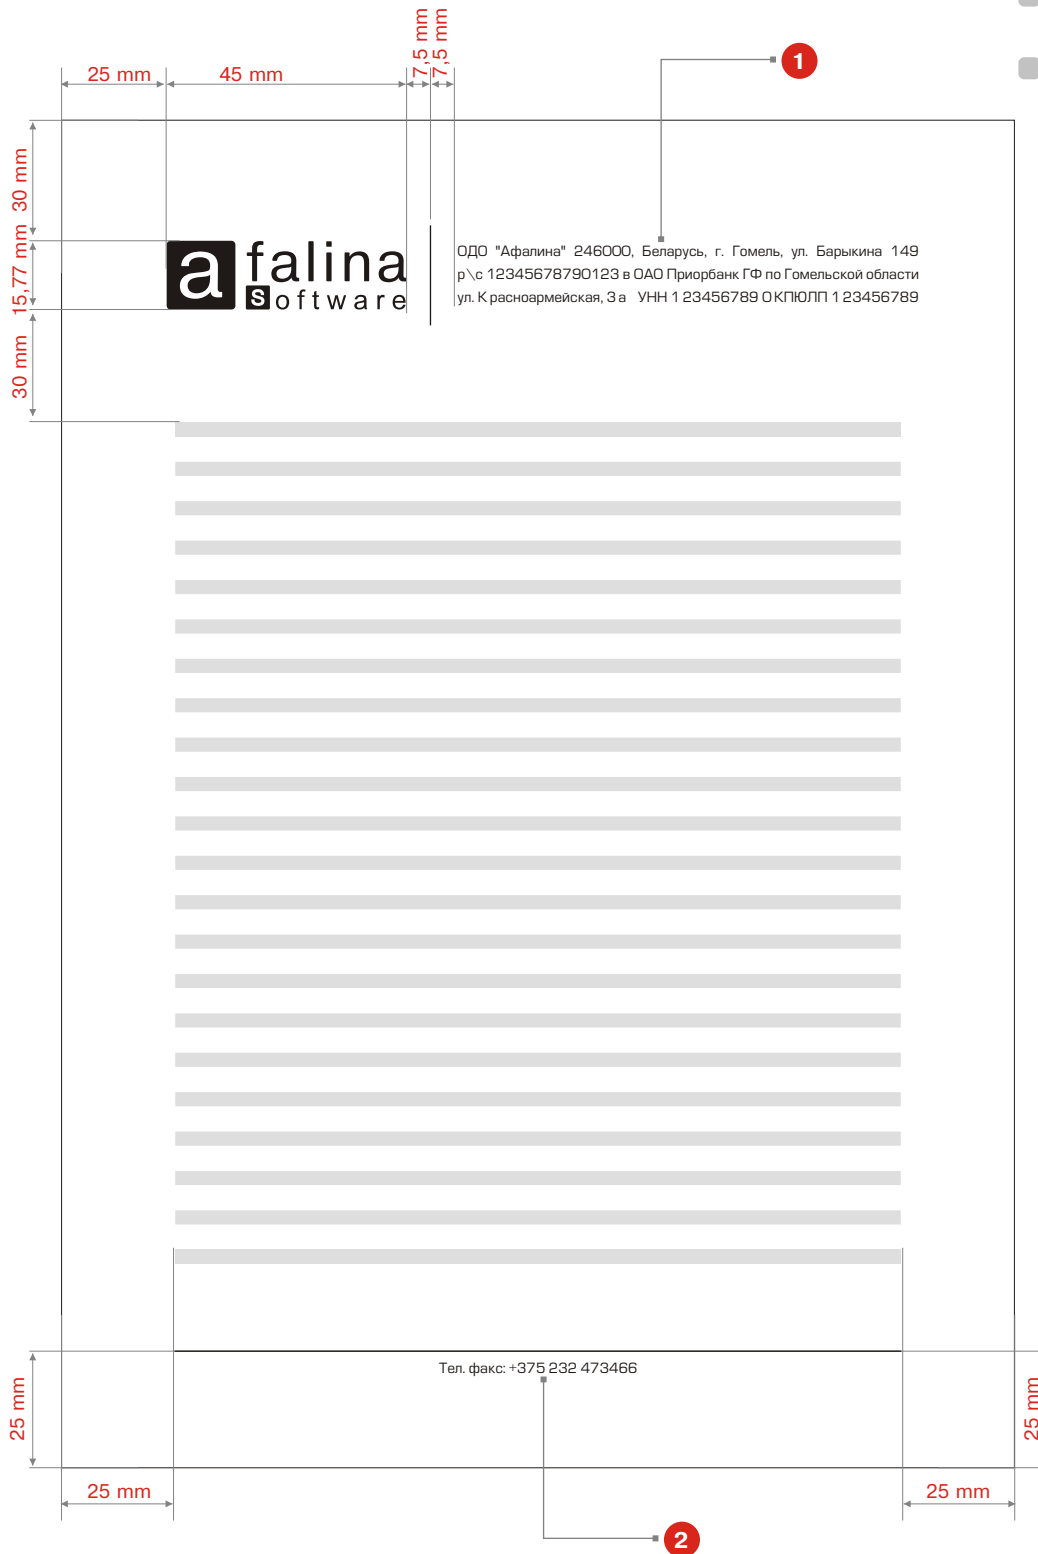 7,5 mm
7,5 mm
25 mm
45 mm
1
30 mm
15,77 mm
30 mm
a falina
software
ОДО "Афалина" 246000, Беларусь, г. Гомель, ул. Барыкина 149
р\с 12345678790123 в ОАО Приорбанк ГФ по Гомельской области
ул. Красноармейская, 3а УНН 123456789 ОКПЮЛП 123456789
Тел. факс: +375 232 473466
25 mm
25 mm
25 mm
25 mm
2